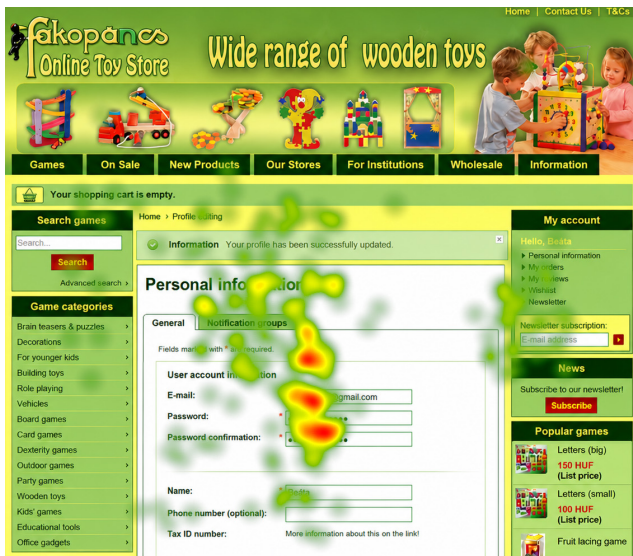 Home | Contact Us | T&Cs
fakopáncs
Online Toy Store
Wide range of wooden toys
Games
On Sale
New Products
Our Stores
For Institutions
Wholesale
Information
Your shopping cart is empty.
Search games
Search...
Search
Advanced search ›
Game categories
Brain teasers & puzzles ›
Decorations ›
For younger kids ›
Building toys ›
Role playing ›
Vehicles ›
Board games ›
Card games ›
Dexterity games ›
Outdoor games ›
Party games ›
Wooden toys ›
Kids' games ›
Educational tools ›
Office gadgets ›
Home › Profile editing
Information Your profile has been successfully updated.
Personal information
General
Notification groups
Fields marked with * are required.
User account information
E-mail:
@gmail.com
Password: *
Password confirmation: *
Name: *
Phone number (optional):
Tax ID number: More information about this on the link!
My account
Hello, Beáta
Personal information
My orders
My reviews
Wishlist
Newsletter
Newsletter subscription:
E-mail address
News
Subscribe to our newsletter!
Subscribe
Popular games
Letters (big)
150 HUF
(List price)
Letters (small)
100 HUF
(List price)
Fruit lacing game